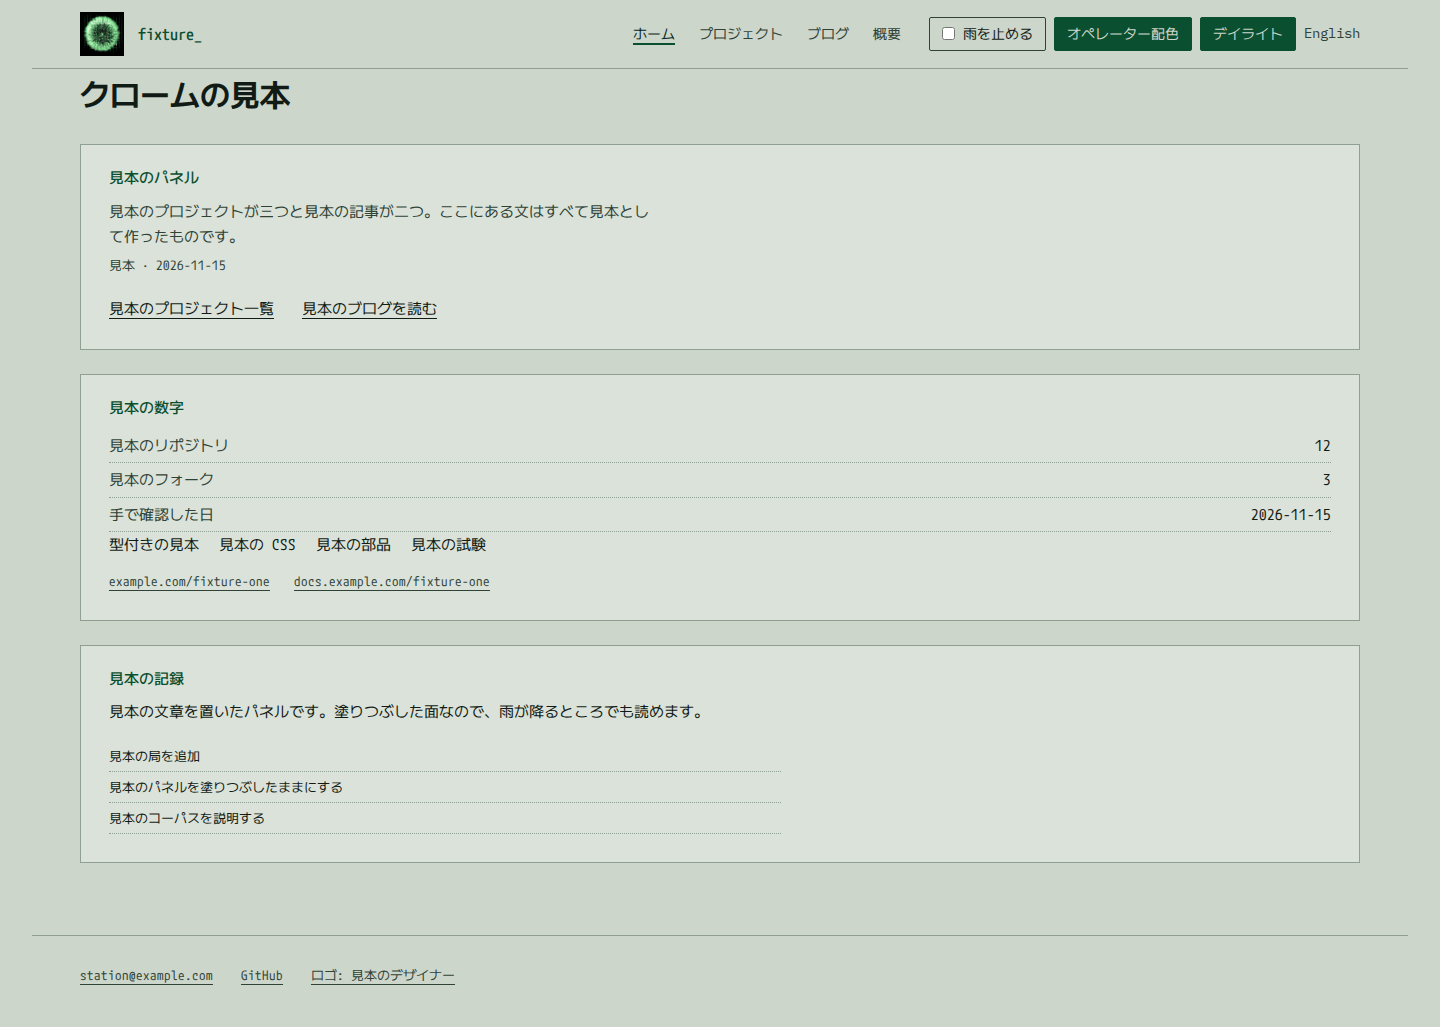 fixture_
ホーム プロジェクト ブログ 概要 雨を止める オペレーター配色 デイライト English
クロームの見本
見本のパネル
見本のプロジェクトが三つと見本の記事が二つ。ここにある文はすべて見本とし
て作ったものです。
見本 · 2026-11-15
見本のプロジェクト一覧 見本のブログを読む
見本の数字
見本のリポジトリ 12
見本のフォーク 3
手で確認した日 2026-11-15
型付きの見本 見本の CSS 見本の部品 見本の試験
example.com/fixture-one docs.example.com/fixture-one
見本の記録
見本の文章を置いたパネルです。塗りつぶした面なので、雨が降るところでも読めます。
見本の局を追加
見本のパネルを塗りつぶしたままにする
見本のコーパスを説明する
station@example.com GitHub ロゴ: 見本のデザイナー